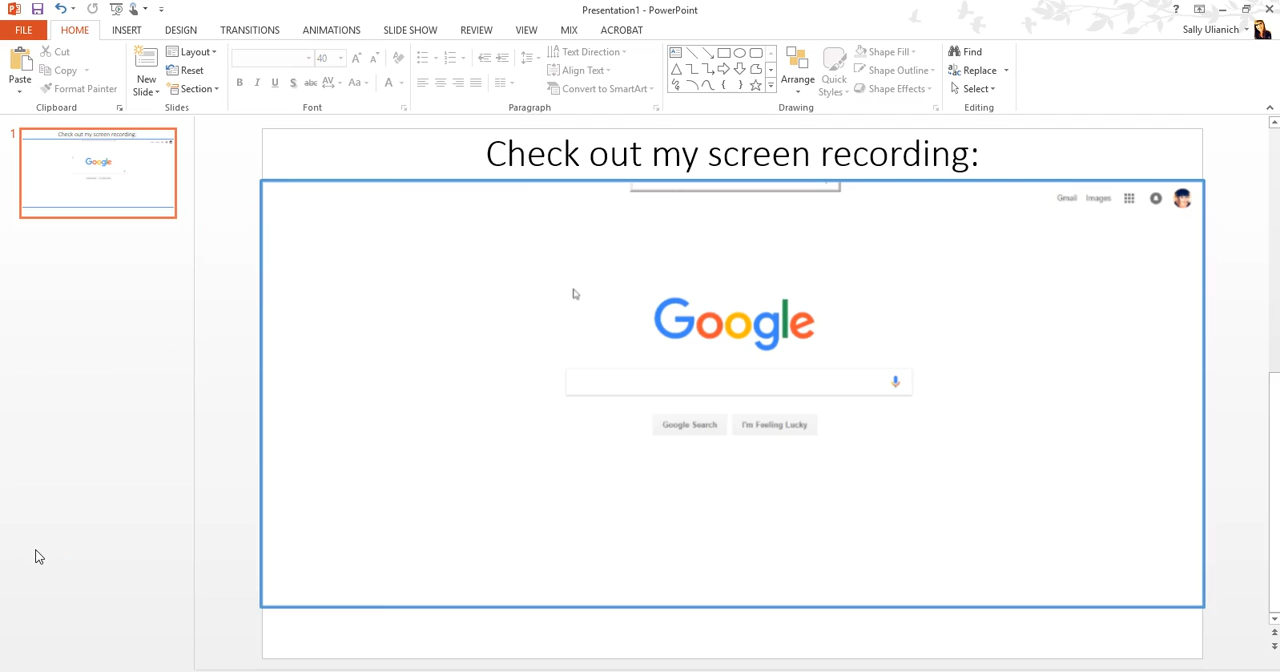 Presentation1 - PowerPoint
?
FILE HOME INSERT DESIGN TRANSITIONS ANIMATIONS SLIDE SHOW REVIEW VIEW MIX ACROBAT
Sally Ulianich
Paste
Cut
Copy
Format Painter
Clipboard
New
Slide
Layout
Reset
Section
Slides
40
B I U S abc AV Aa A
Font
Text Direction
Align Text
Convert to SmartArt
Paragraph
Arrange
Quick
Styles
Shape Fill
Shape Outline
Shape Effects
Drawing
Find
Replace
Select
Editing
1
Check out my screen recording:
Google
Check out my screen recording:
Gmail Images
Google
Google Search I'm Feeling Lucky